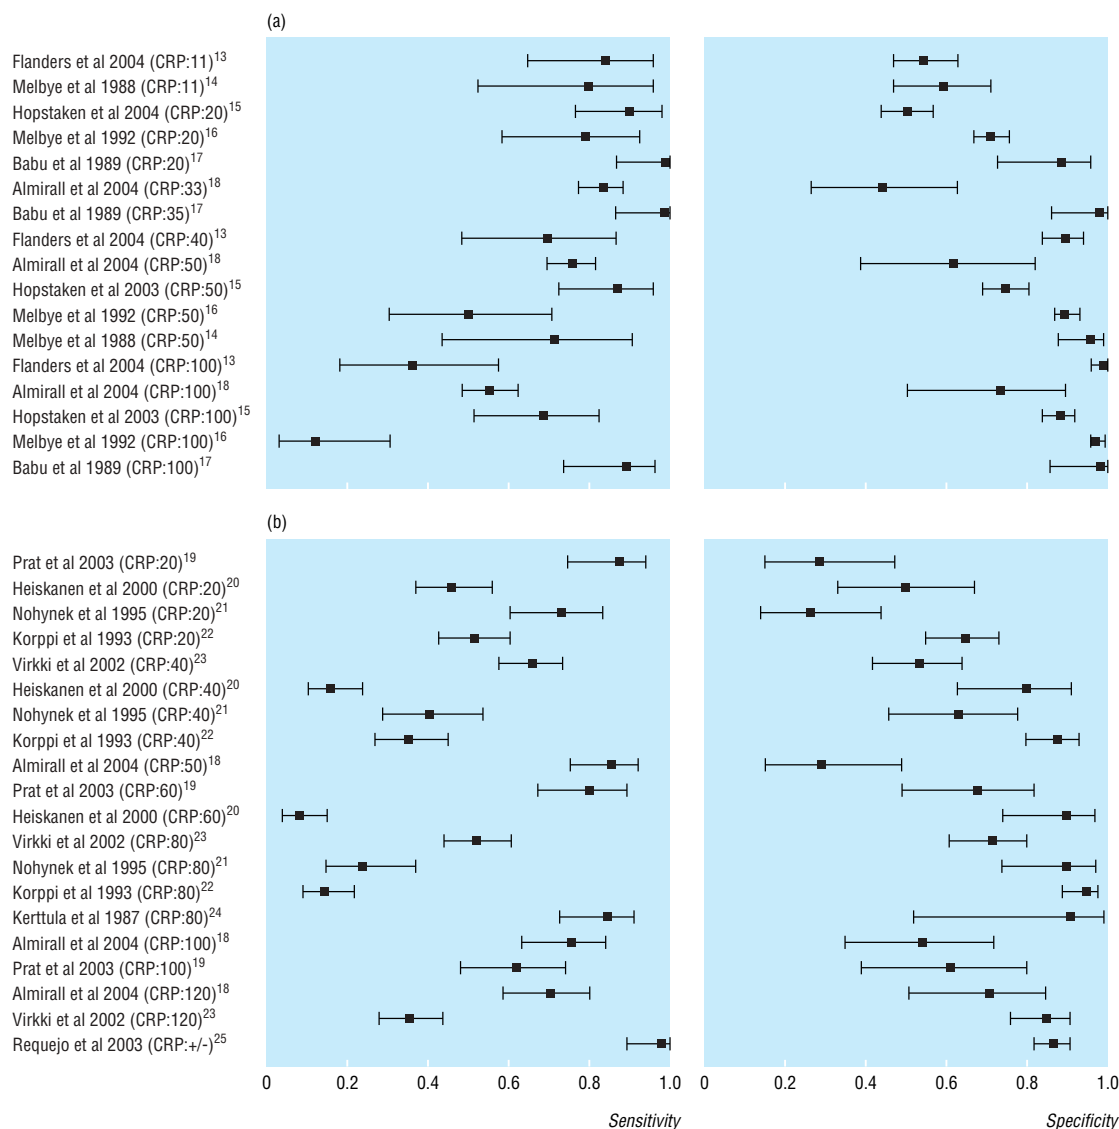 (a)
Flanders et al 2004 (CRP:11)13
Melbye et al 1988 (CRP:11)14
Hopstaken et al 2004 (CRP:20)15
Melbye et al 1992 (CRP:20)16
Babu et al 1989 (CRP:20)17
Almirall et al 2004 (CRP:33)18
Babu et al 1989 (CRP:35)17
Flanders et al 2004 (CRP:40)13
Almirall et al 2004 (CRP:50)18
Hopstaken et al 2003 (CRP:50)15
Melbye et al 1992 (CRP:50)16
Melbye et al 1988 (CRP:50)14
Flanders et al 2004 (CRP:100)13
Almirall et al 2004 (CRP:100)18
Hopstaken et al 2003 (CRP:100)15
Melbye et al 1992 (CRP:100)16
Babu et al 1989 (CRP:100)17
(b)
Prat et al 2003 (CRP:20)19
Heiskanen et al 2000 (CRP:20)20
Nohynek et al 1995 (CRP:20)21
Korppi et al 1993 (CRP:20)22
Virkki et al 2002 (CRP:40)23
Heiskanen et al 2000 (CRP:40)20
Nohynek et al 1995 (CRP:40)21
Korppi et al 1993 (CRP:40)22
Almirall et al 2004 (CRP:50)18
Prat et al 2003 (CRP:60)19
Heiskanen et al 2000 (CRP:60)20
Virkki et al 2002 (CRP:80)23
Nohynek et al 1995 (CRP:80)21
Korppi et al 1993 (CRP:80)22
Kerttula et al 1987 (CRP:80)24
Almirall et al 2004 (CRP:100)18
Prat et al 2003 (CRP:100)19
Almirall et al 2004 (CRP:120)18
Virkki et al 2002 (CRP:120)23
Requejo et al 2003 (CRP:+/-)25
0 0.2 0.4 0.6 0.8 1.0 0 0.2 0.4 0.6 0.8 1.0
Sensitivity Specificity